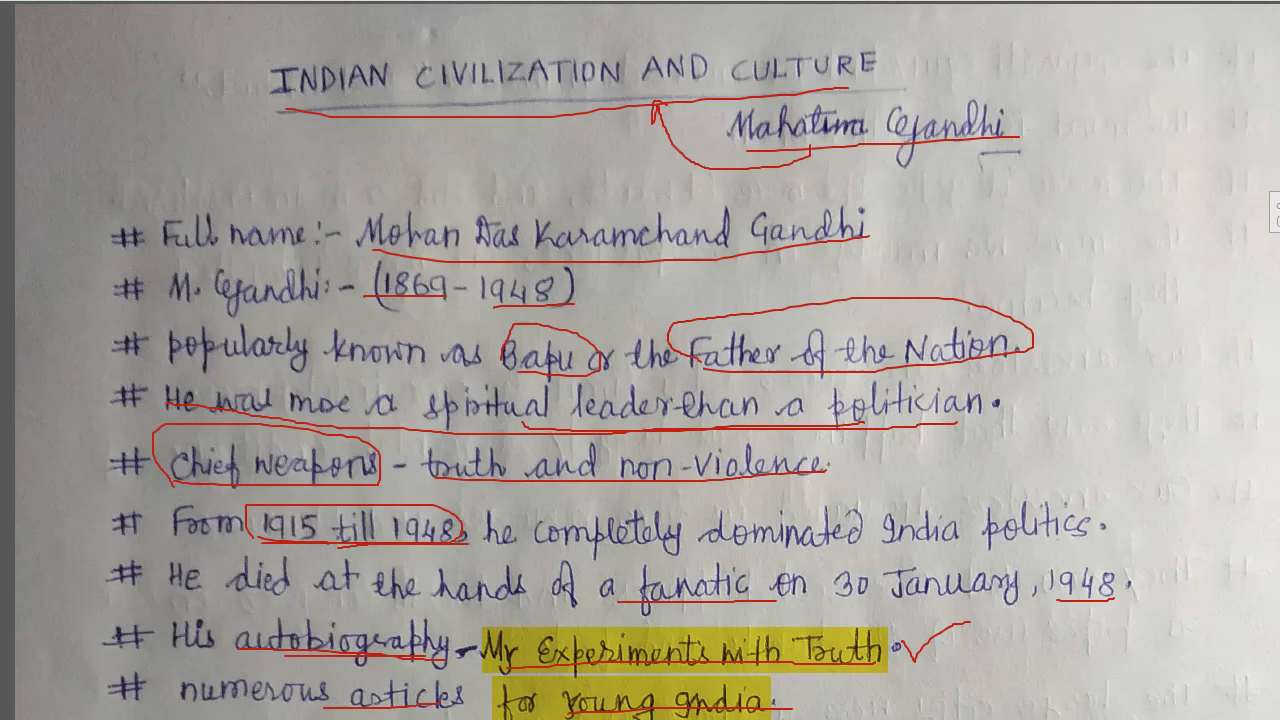 INDIAN CIVILIZATION AND CULTURE
Mahatma Gandhi
# Full name:- Mohan Das Karamchand Gandhi
# M. Gandhi:- (1869-1948)
# popularly known as Bapu or the Father of the Nation.
# He was moe a spiritual leader than a politician.
# Chief weapons - truth and non-violence.
# From 1915 till 1948, he completely dominated India politics.
# He died at the hands of a fanatic on 30 January, 1948.
# His autobiography - My Experiments with Truth.
# numerous articles for Young India.